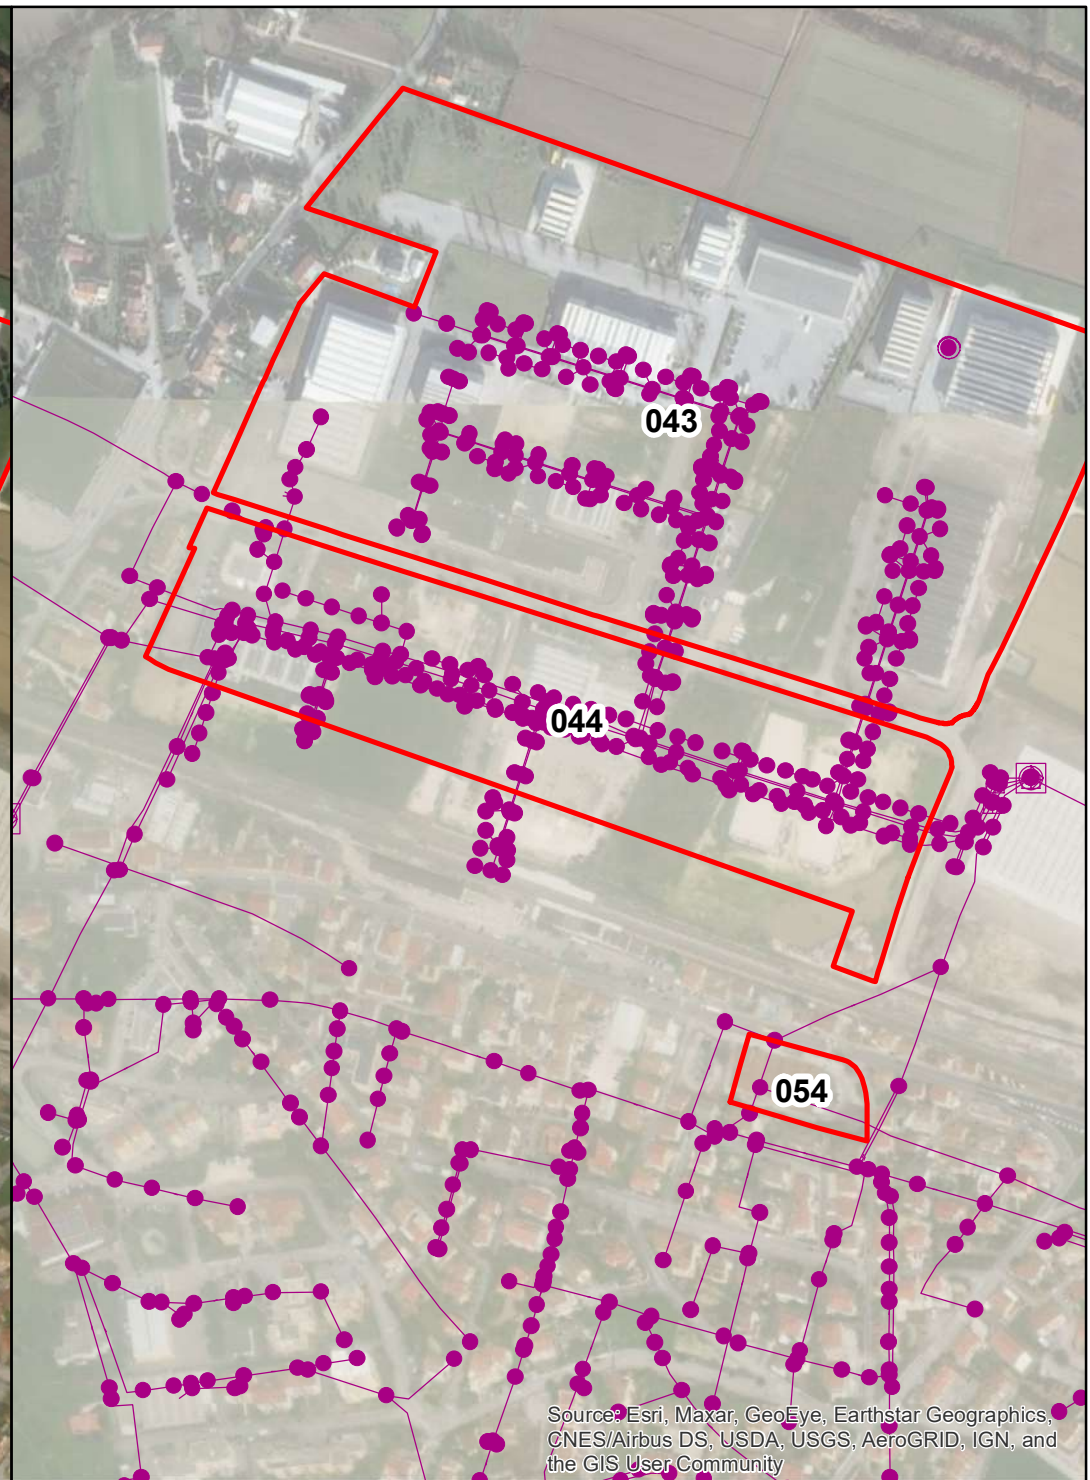 043
044
054
Source: Esri, Maxar, GeoEye, Earthstar Geographics,
CNES/Airbus DS, USDA, USGS, AeroGRID, IGN, and
the GIS User Community